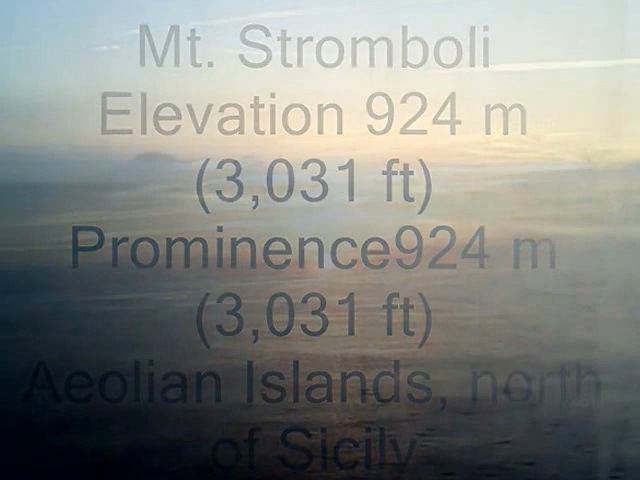 Mt. Stromboli
Elevation 924 m
(3,031 ft)
Prominence924 m
(3,031 ft)
Aeolian Islands, north
of Sicily